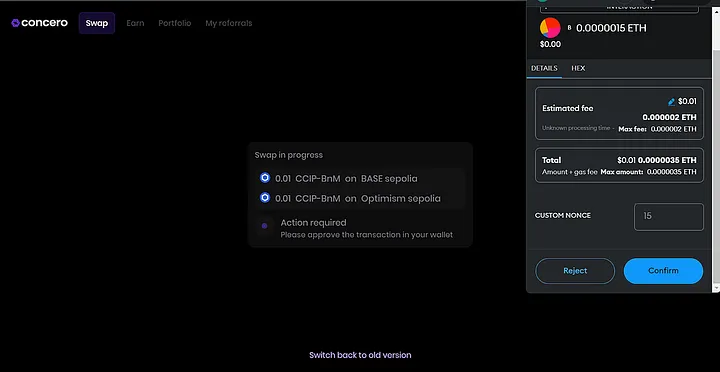 concero
Swap
Earn
Portfolio
My referrals
Swap in progress
0.01 CCIP-BnM on BASE sepolia
0.01 CCIP-BnM on Optimism sepolia
Action required
Please approve the transaction in your wallet
Switch back to old version
INTERACTION
B 0.0000015 ETH
$0.00
DETAILS
HEX
Estimated fee
$0.01
0.000002 ETH
Unknown processing time - Max fee: 0.000002 ETH
Total
$0.01 0.0000035 ETH
Amount + gas fee Max amount: 0.0000035 ETH
CUSTOM NONCE
15
Reject
Confirm